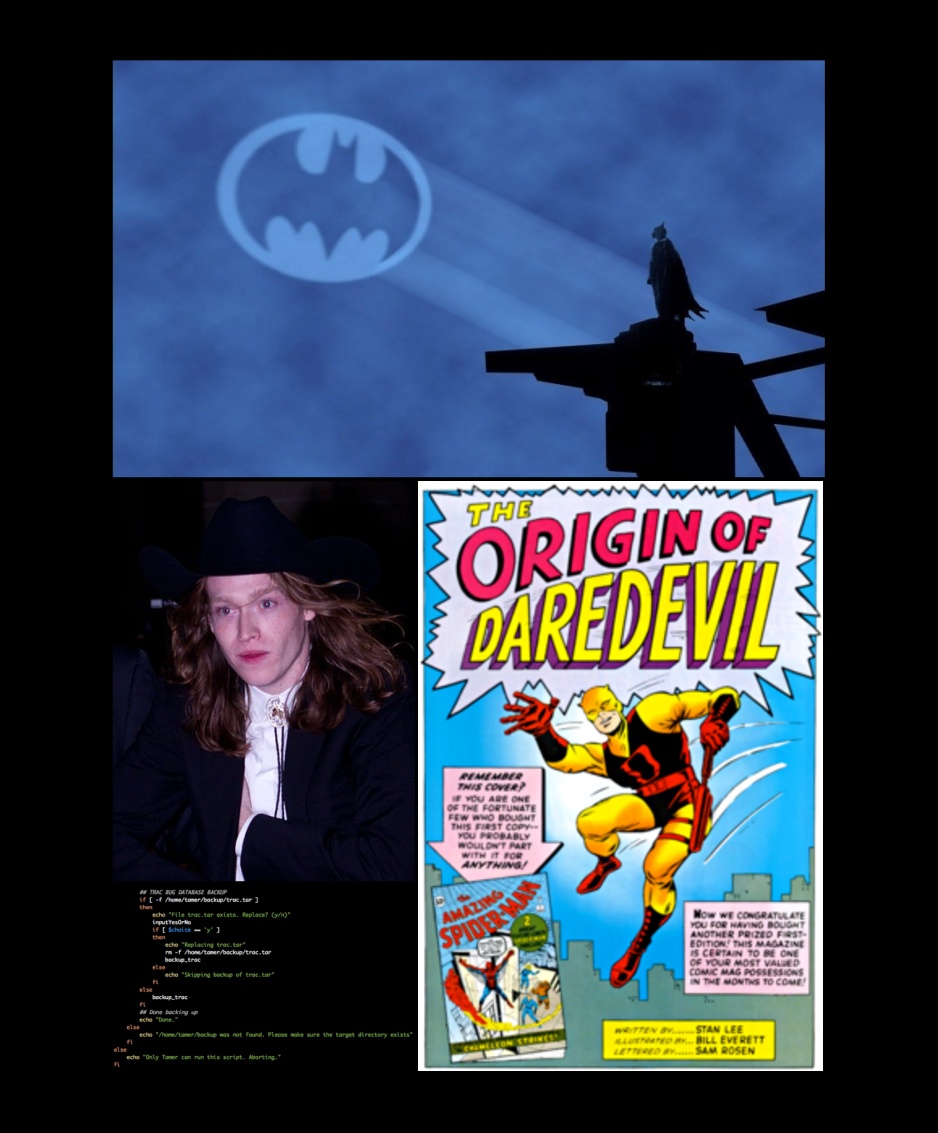 ## TRAC BUG DATABASE BACKUP
if [ -f /home/tamer/backup/trac.tar ]
then
echo "File trac.tar exists. Replace? (y/n)"
inputYesOrNo
if [ $choice == 'y' ]
then
echo "Replacing trac.tar"
rm -f /home/tamer/backup/trac.tar
backup_trac
else
echo "Skipping backup of trac.tar"
fi
else
backup_trac
fi
## Done backing up
echo "Done."
else
echo "/home/tamer/backup was not found. Please make sure the target directory exists"
fi
else
echo "Only Tamer can run this script. Aborting."
fi
THE
ORIGIN OF
DAREDEVIL
REMEMBER
THIS COVER?
IF YOU ARE ONE
OF THE FORTUNATE
FEW WHO BOUGHT
THIS FIRST COPY--
YOU PROBABLY
WOULDN'T PART
WITH IT FOR
ANYTHING!
the
AMAZING
SPIDER-MAN
CHAMELEON STRIKES!
NOW WE CONGRATULATE
YOU FOR HAVING BOUGHT
ANOTHER PRIZED FIRST-
EDITION! THIS MAGAZINE
IS CERTAIN TO BE ONE
OF YOUR MOST VALUED
COMIC MAG POSSESSIONS
IN THE MONTHS TO COME!
WRITTEN BY....... STAN LEE
ILLUSTRATED BY... BILL EVERETT
LETTERED BY...... SAM ROSEN